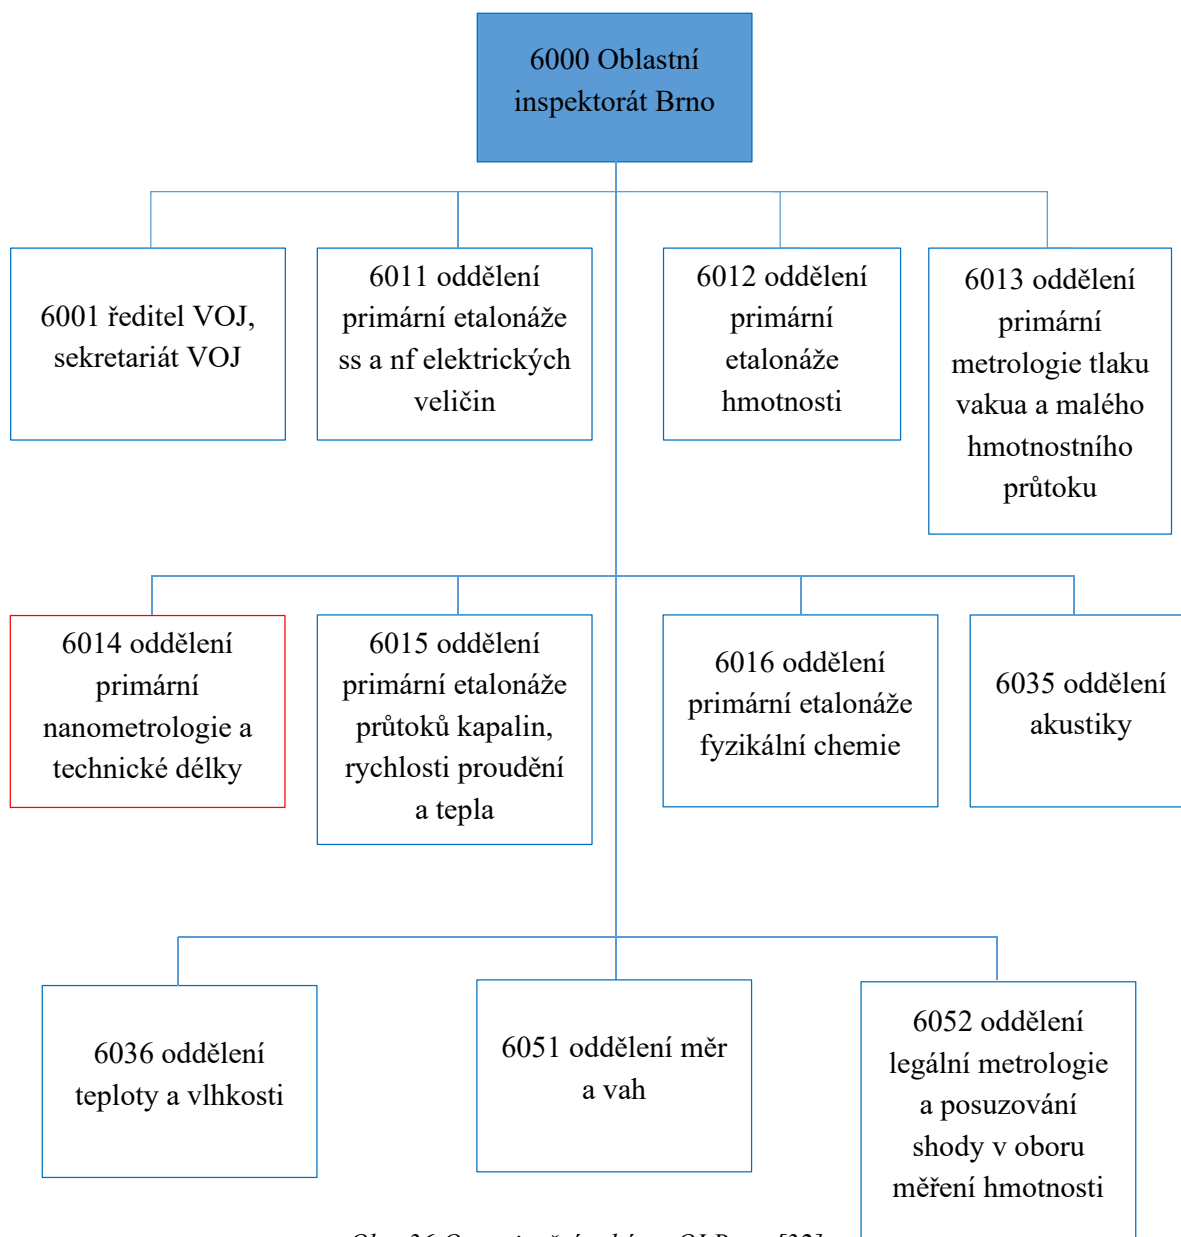 6000 Oblastní
inspektorát Brno
6001 ředitel VOJ,
sekretariát VOJ
6011 oddělení
primární etalonáže
ss a nf elektrických
veličin
6012 oddělení
primární
etalonáže
hmotnosti
6013 oddělení
primární
metrologie tlaku
vakua a malého
hmotnostního
průtoku
6014 oddělení
primární
nanometrologie a
technické délky
6015 oddělení
primární etalonáže
průtoků kapalin,
rychlosti proudění
a tepla
6016 oddělení
primární etalonáže
fyzikální chemie
6035 oddělení
akustiky
6036 oddělení
teploty a vlhkosti
6051 oddělení měr
a vah
6052 oddělení
legální metrologie
a posuzování
shody v oboru
měření hmotnosti